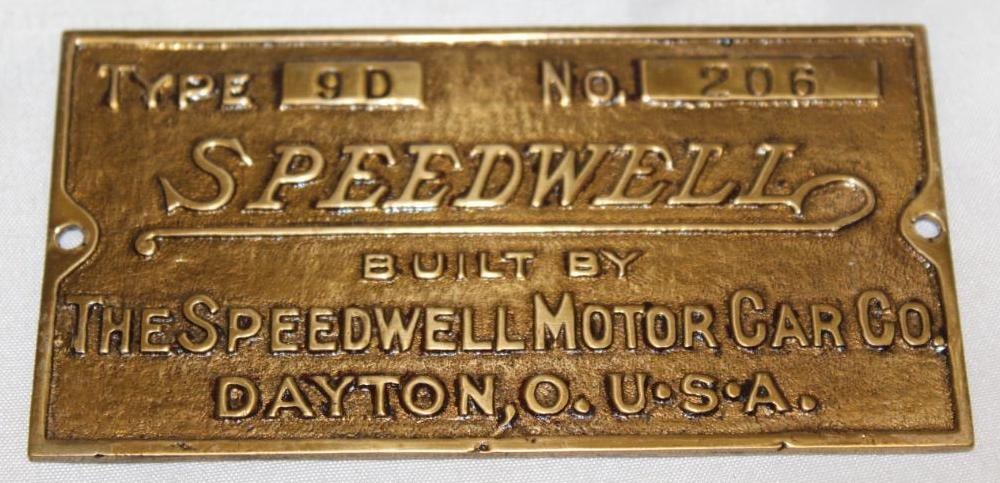 TYPE 9D No. 206
SPEEDWELL
BUILT BY
THE SPEEDWELL MOTOR CAR CO.
DAYTON, O. U·S·A.